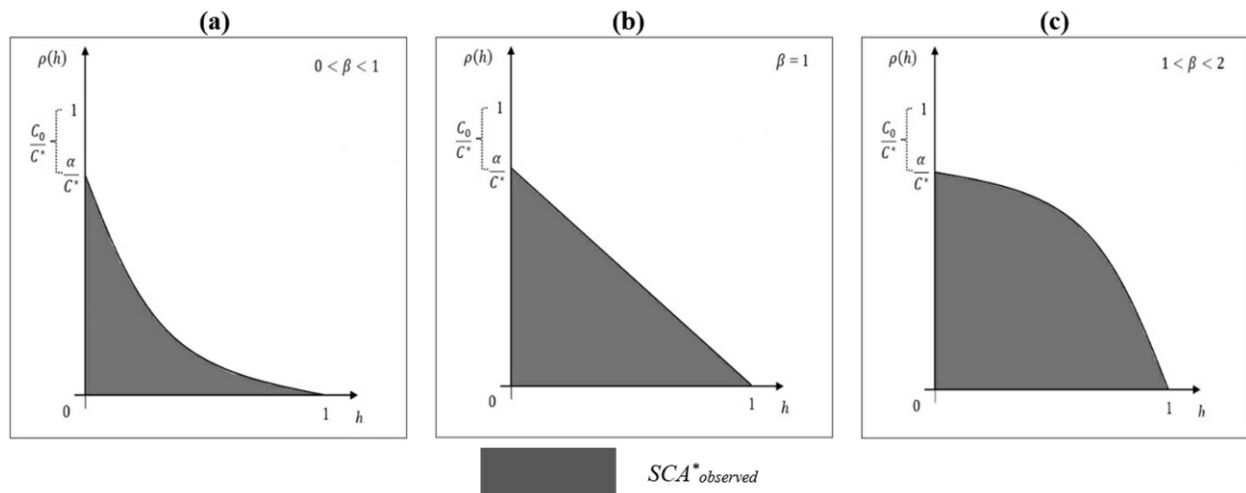 (a)
ρ(h)
0 < β < 1
1
C₀/C*
α/C*
0
1
h
(b)
ρ(h)
β = 1
1
C₀/C*
α/C*
0
1
h
(c)
ρ(h)
1 < β < 2
1
C₀/C*
α/C*
0
1
h
SCA*observed